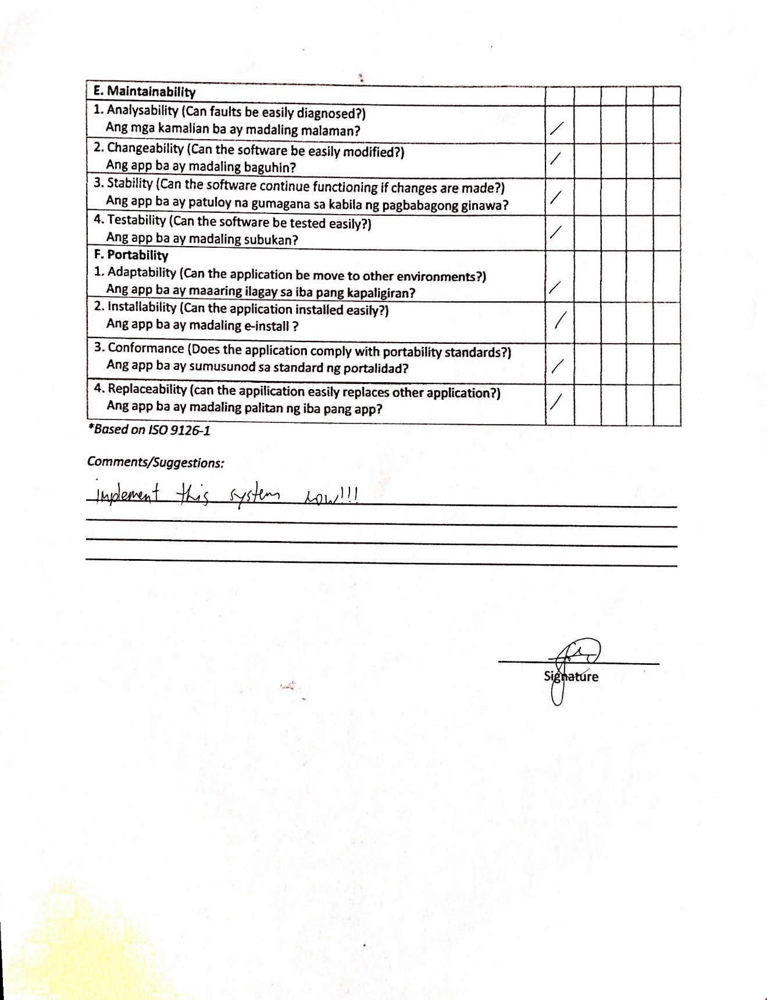 E. Maintainability
1. Analysability (Can faults be easily diagnosed?)
Ang mga kamalian ba ay madaling malaman?
/
2. Changeability (Can the software be easily modified?)
Ang app ba ay madaling baguhin?
/
3. Stability (Can the software continue functioning if changes are made?)
Ang app ba ay patuloy na gumagana sa kabila ng pagbabagong ginawa?
/
4. Testability (Can the software be tested easily?)
Ang app ba ay madaling subukan?
/
F. Portability
1. Adaptability (Can the application be move to other environments?)
Ang app ba ay maaaring ilagay sa iba pang kapaligiran?
/
2. Installability (Can the application installed easily?)
Ang app ba ay madaling e-install ?
/
3. Conformance (Does the application comply with portability standards?)
Ang app ba ay sumusunod sa standard ng portalidad?
/
4. Replaceability (can the appilication easily replaces other application?)
Ang app ba ay madaling palitan ng iba pang app?
/
*Based on ISO 9126-1
Comments/Suggestions:
implement this system now!!!
Signature